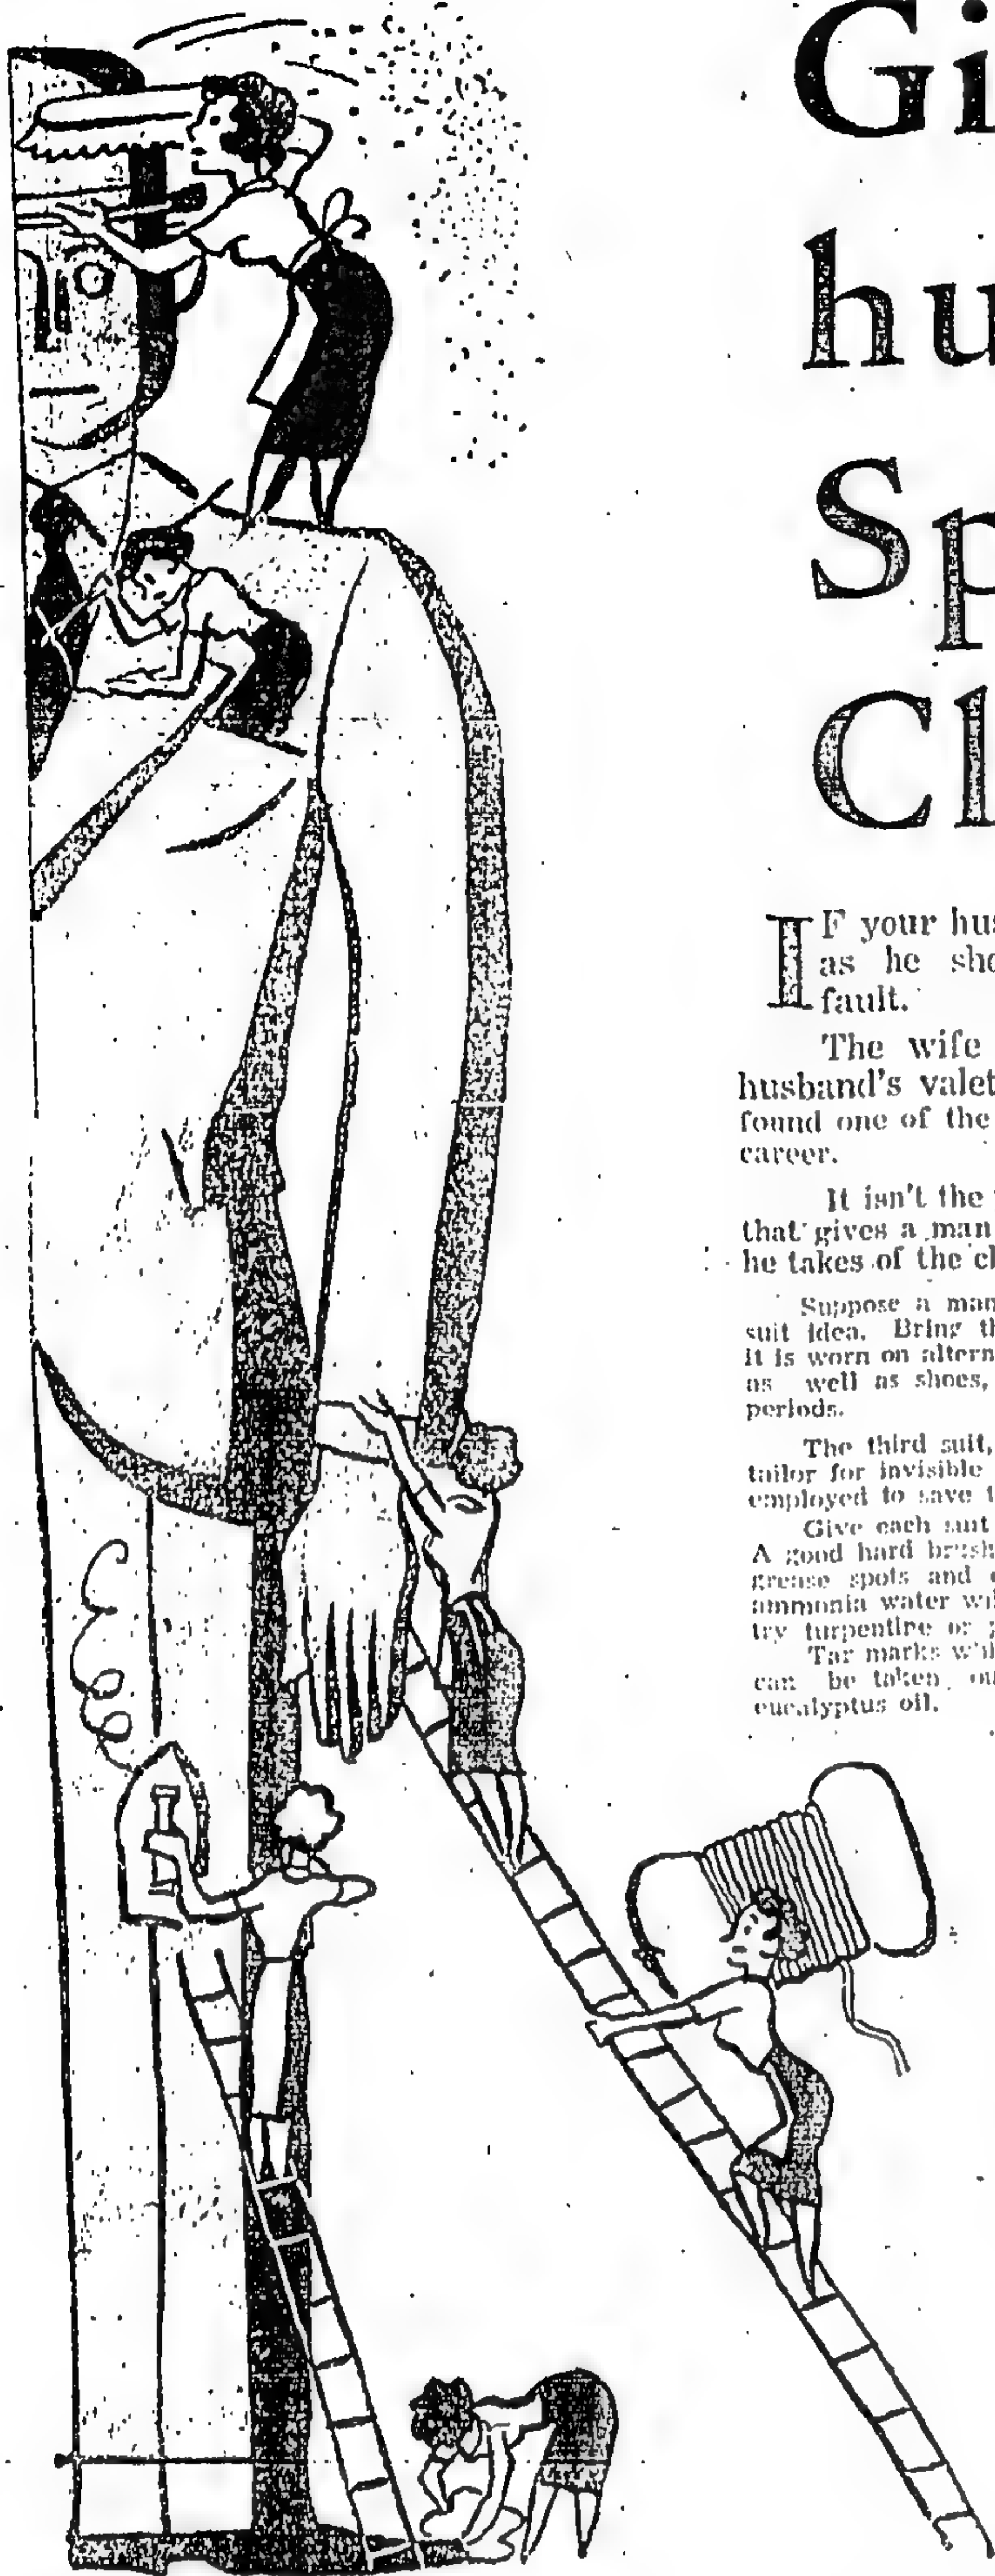 Gi
hu
Sp
Cl
IF your hus
as he sho
fault.
The wife
husband's valet
found one of the
career.
It isn't the
that gives a man
he takes of the cl
Suppose a man
suit idea. Bring th
it is worn on altern
as well as shoes,
periods.
The third suit,
tailor for invisible
employed to save t
Give each suit
A good hard brush
grease spots and
ammonia water wil
try turpentine or
Tar marks whi
can be taken ou
eucalyptus oil.